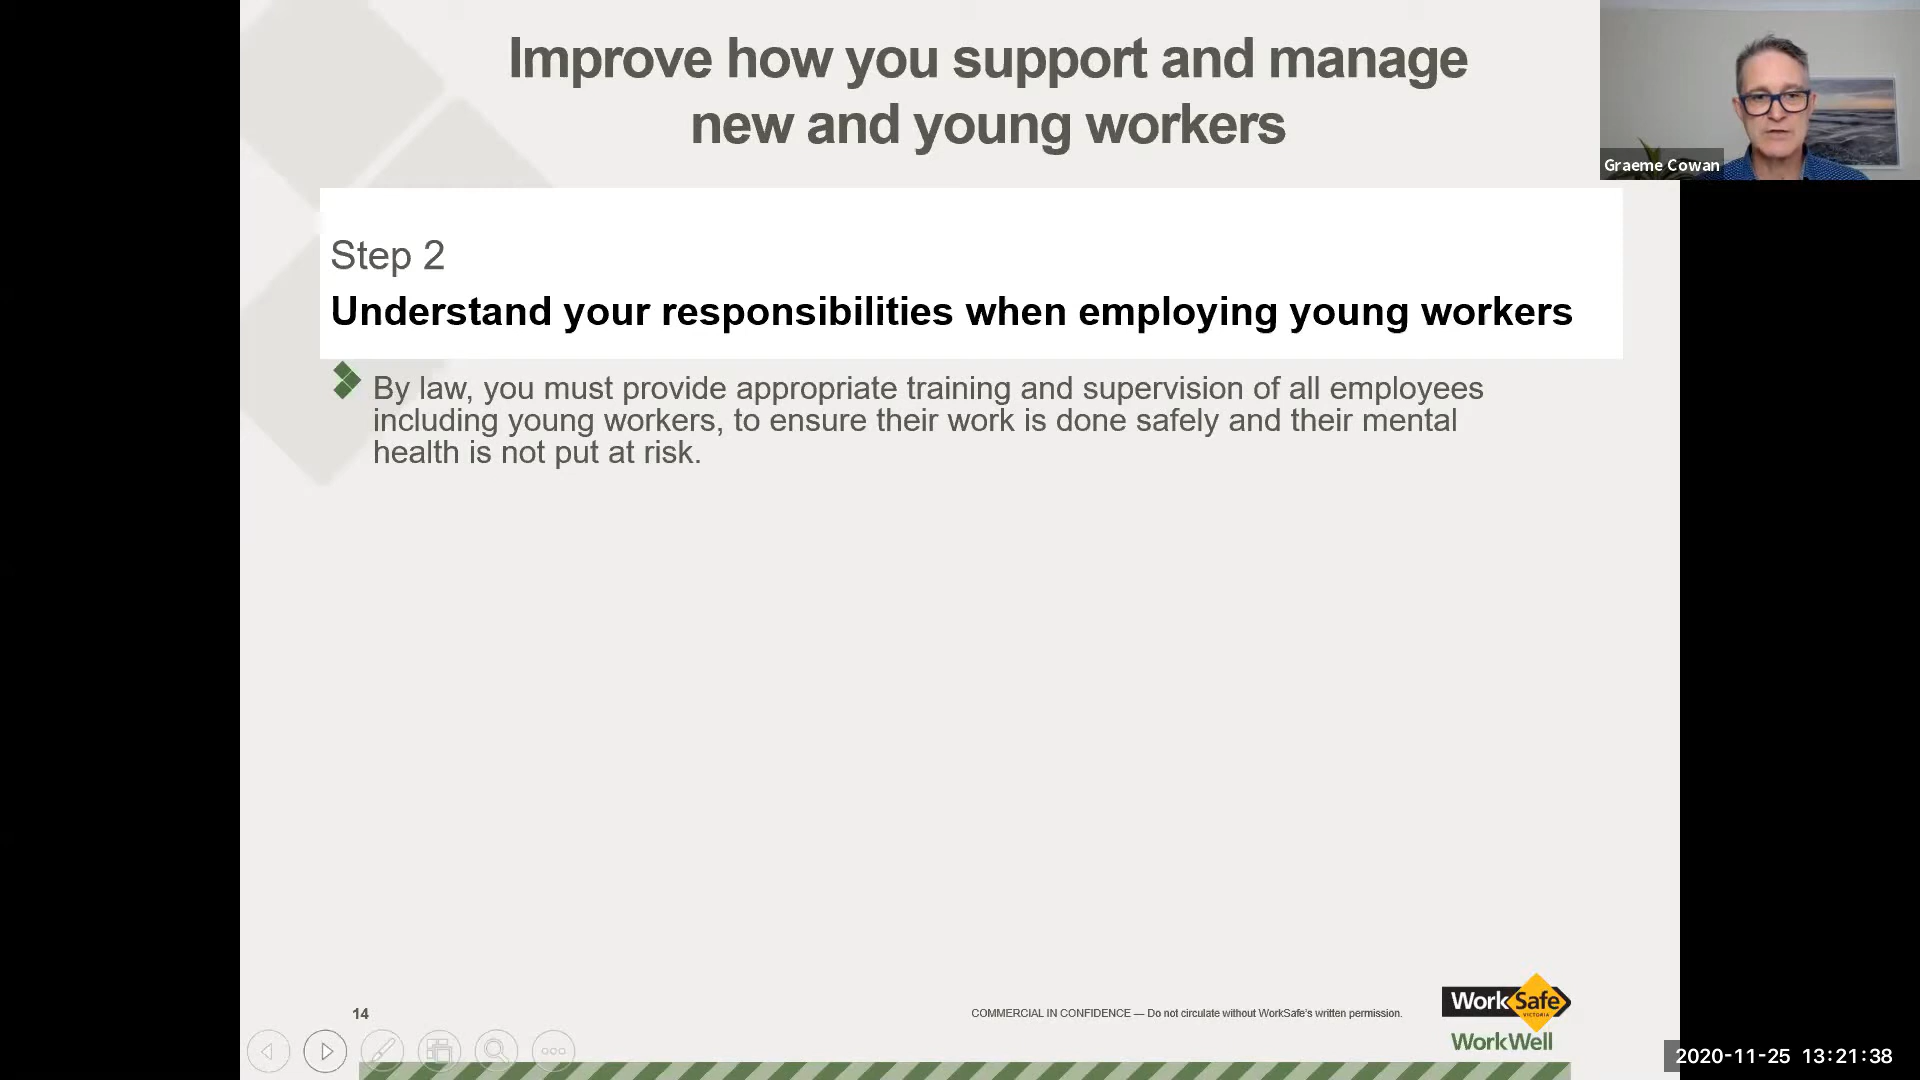 Improve how you support and manage
new and young workers
Graeme Cowan
Step 2
Understand your responsibilities when employing young workers
By law, you must provide appropriate training and supervision of all employees
including young workers, to ensure their work is done safely and their mental
health is not put at risk.
14
COMMERCIAL IN CONFIDENCE — Do not circulate without WorkSafe's written permission.
WorkSafe
VICTORIA
WorkWell
2020-11-25 13:21:38